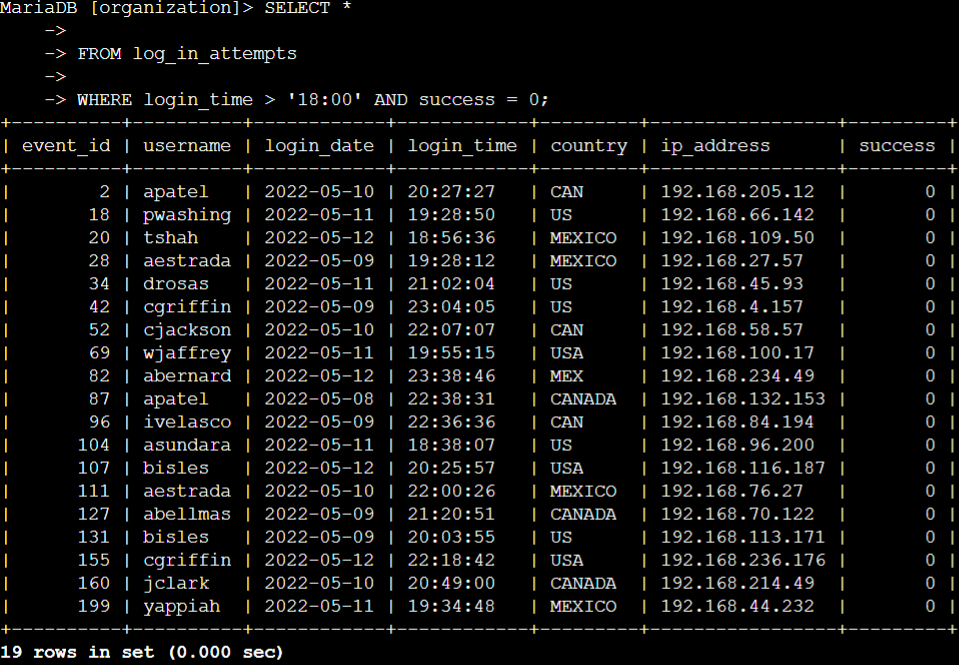 MariaDB [organization]> SELECT *
    ->
    -> FROM log_in_attempts
    ->
    -> WHERE login_time > '18:00' AND success = 0;
+----------+----------+------------+------------+---------+-----------------+---------+
| event_id | username | login_date | login_time | country | ip_address      | success |
+----------+----------+------------+------------+---------+-----------------+---------+
|        2 | apatel   | 2022-05-10 | 20:27:27   | CAN     | 192.168.205.12  |       0 |
|       18 | pwashing | 2022-05-11 | 19:28:50   | US      | 192.168.66.142  |       0 |
|       20 | tshah    | 2022-05-12 | 18:56:36   | MEXICO  | 192.168.109.50  |       0 |
|       28 | aestrada | 2022-05-09 | 19:28:12   | MEXICO  | 192.168.27.57   |       0 |
|       34 | drosas   | 2022-05-11 | 21:02:04   | US      | 192.168.45.93   |       0 |
|       42 | cgriffin | 2022-05-09 | 23:04:05   | US      | 192.168.4.157   |       0 |
|       52 | cjackson | 2022-05-10 | 22:07:07   | CAN     | 192.168.58.57   |       0 |
|       69 | wjaffrey | 2022-05-11 | 19:55:15   | USA     | 192.168.100.17  |       0 |
|       82 | abernard | 2022-05-12 | 23:38:46   | MEX     | 192.168.234.49  |       0 |
|       87 | apatel   | 2022-05-08 | 22:38:31   | CANADA  | 192.168.132.153 |       0 |
|       96 | ivelasco | 2022-05-09 | 22:36:36   | CAN     | 192.168.84.194  |       0 |
|      104 | asundara | 2022-05-11 | 18:38:07   | US      | 192.168.96.200  |       0 |
|      107 | bisles   | 2022-05-12 | 20:25:57   | USA     | 192.168.116.187 |       0 |
|      111 | aestrada | 2022-05-10 | 22:00:26   | MEXICO  | 192.168.76.27   |       0 |
|      127 | abellmas | 2022-05-09 | 21:20:51   | CANADA  | 192.168.70.122  |       0 |
|      131 | bisles   | 2022-05-09 | 20:03:55   | US      | 192.168.113.171 |       0 |
|      155 | cgriffin | 2022-05-12 | 22:18:42   | USA     | 192.168.236.176 |       0 |
|      160 | jclark   | 2022-05-10 | 20:49:00   | CANADA  | 192.168.214.49  |       0 |
|      199 | yappiah  | 2022-05-11 | 19:34:48   | MEXICO  | 192.168.44.232  |       0 |
+----------+----------+------------+------------+---------+-----------------+---------+
19 rows in set (0.000 sec)